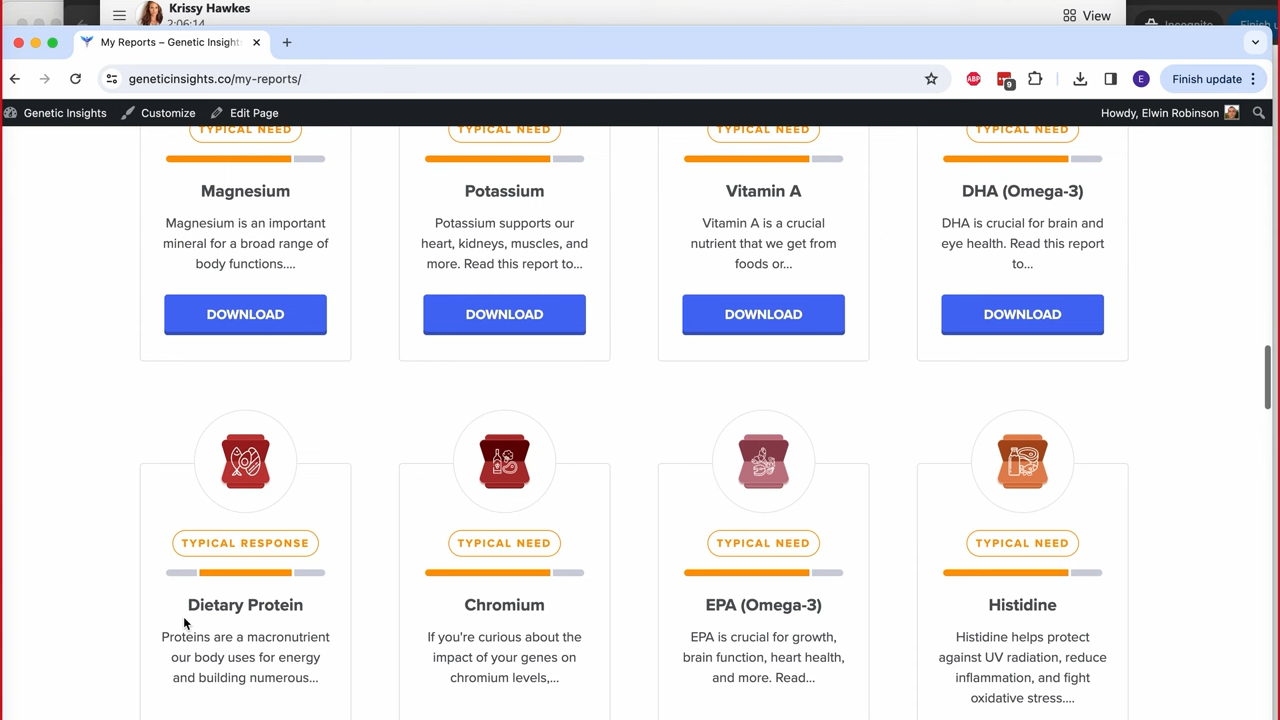 Krissy Hawkes
2:06:14
View
Incognito
Finish u
My Reports – Genetic Insights
geneticinsights.co/my-reports/
ABP
9
E
Finish update
Genetic Insights
Customize
Edit Page
Howdy, Elwin Robinson
TYPICAL NEED
TYPICAL NEED
TYPICAL NEED
TYPICAL NEED
Magnesium
Magnesium is an important
mineral for a broad range of
body functions....
DOWNLOAD
Potassium
Potassium supports our
heart, kidneys, muscles, and
more. Read this report to...
DOWNLOAD
Vitamin A
Vitamin A is a crucial
nutrient that we get from
foods or...
DOWNLOAD
DHA (Omega-3)
DHA is crucial for brain and
eye health. Read this report
to...
DOWNLOAD
TYPICAL RESPONSE
Dietary Protein
Proteins are a macronutrient
our body uses for energy
and building numerous...
TYPICAL NEED
Chromium
If you're curious about the
impact of your genes on
chromium levels,...
TYPICAL NEED
EPA (Omega-3)
EPA is crucial for growth,
brain function, heart health,
and more. Read...
TYPICAL NEED
Histidine
Histidine helps protect
against UV radiation, reduce
inflammation, and fight
oxidative stress....